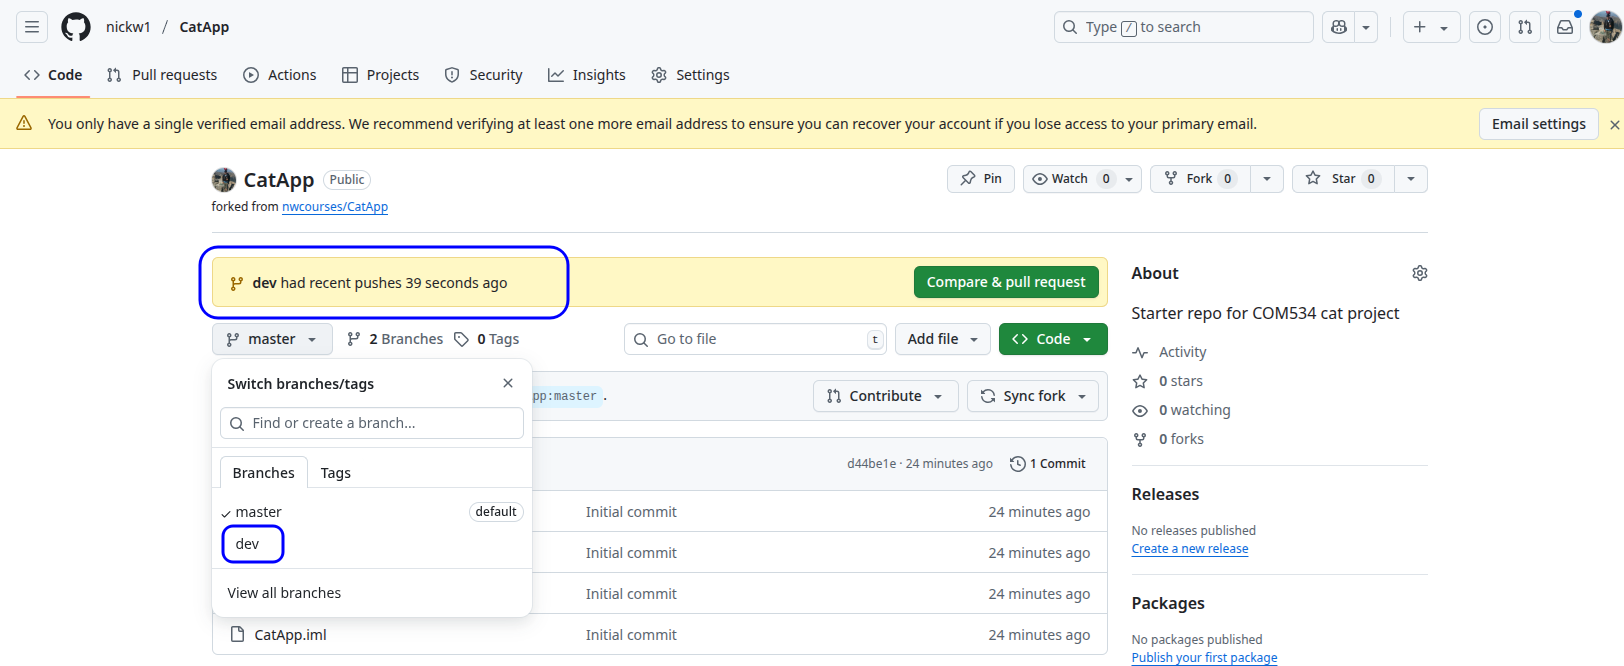 nickw1 / CatApp
Type / to search
Code
Pull requests
Actions
Projects
Security
Insights
Settings
You only have a single verified email address. We recommend verifying at least one more email address to ensure you can recover your account if you lose access to your primary email.
Email settings
CatApp Public
Pin
Watch 0
Fork 0
Star 0
forked from nwcourses/CatApp
dev had recent pushes 39 seconds ago
Compare & pull request
master
2 Branches
0 Tags
Go to file
t
Add file
Code
Switch branches/tags
Find or create a branch...
Branches
Tags
master
default
dev
View all branches
pp:master .
Contribute
Sync fork
d44be1e · 24 minutes ago
1 Commit
Initial commit
24 minutes ago
Initial commit
24 minutes ago
Initial commit
24 minutes ago
CatApp.iml
Initial commit
24 minutes ago
About
Starter repo for COM534 cat project
Activity
0 stars
0 watching
0 forks
Releases
No releases published
Create a new release
Packages
No packages published
Publish your first package